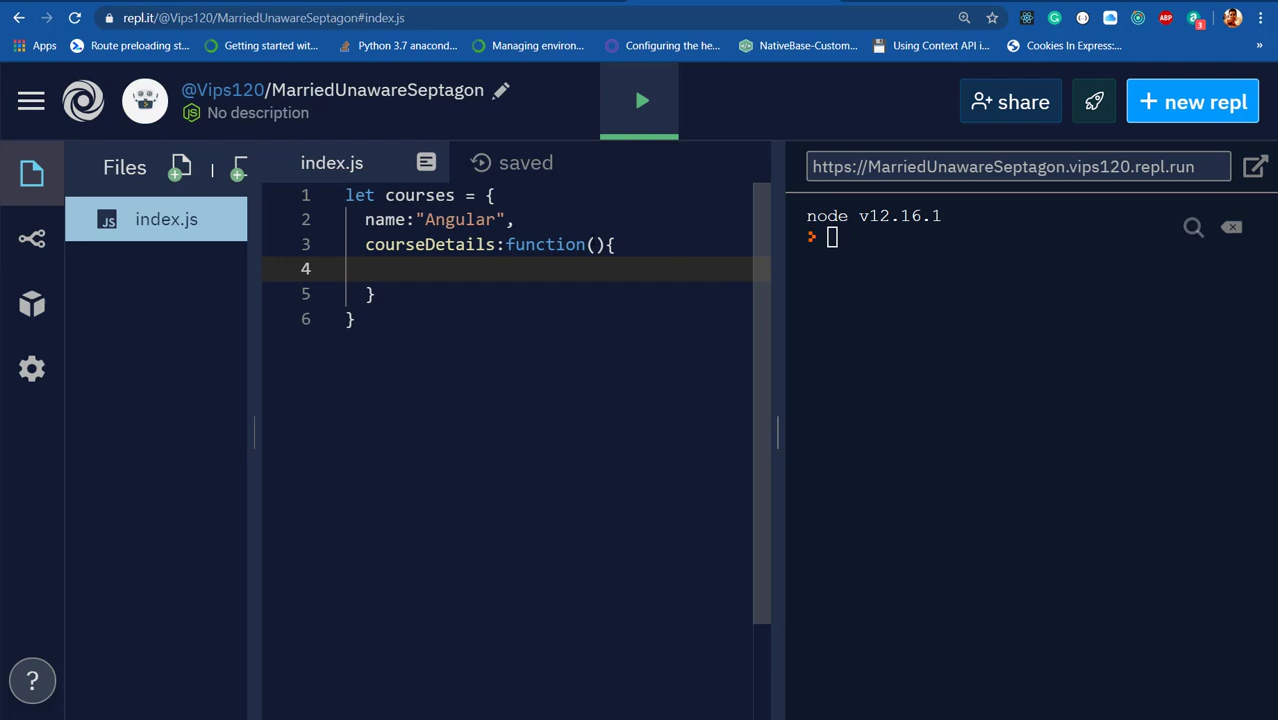 repl.it/@Vips120/MarriedUnawareSeptagon#index.js
ABP
3
Apps
Route preloading st...
Getting started wit...
Python 3.7 anacond...
Managing environ...
Configuring the he...
NativeBase-Custom...
Using Context API i...
Cookies In Express:...
»
@Vips120/MarriedUnawareSeptagon
No description
share
+ new repl
Files
index.js
saved
https://MarriedUnawareSeptagon.vips120.repl.run
JS index.js
1 let courses = {
2 name:"Angular",
3 courseDetails:function(){
4
5 }
6 }
node v12.16.1
>
?